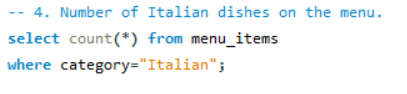 -- 4. Number of Italian dishes on the menu.
select count(*) from menu_items
where category="Italian";